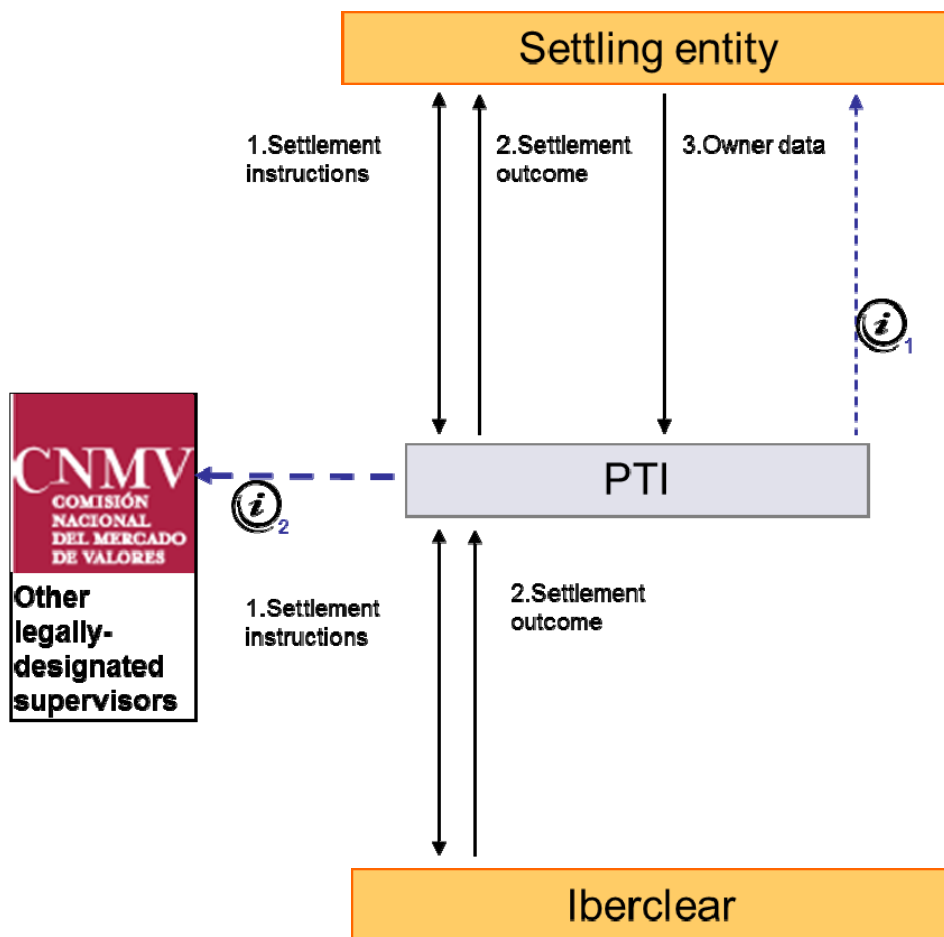 Settling entity
1.Settlement
instructions
2.Settlement
outcome
3.Owner data
i
1
CNMV
COMISIÓN
NACIONAL
DEL MERCADO
DE VALORES
i
2
PTI
Other
legally-
designated
supervisors
1.Settlement
instructions
2.Settlement
outcome
Iberclear